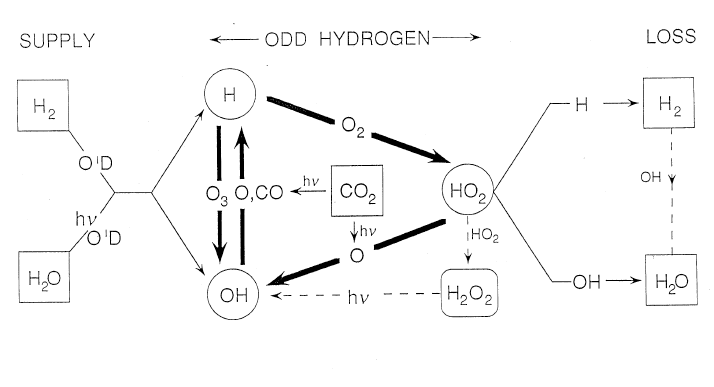 SUPPLY
ODD HYDROGEN
LOSS
H₂
H
O₂
H
H₂
O¹D
O₃
O,CO
hν
CO₂
HO₂
OH
hν
O¹D
hν
HO₂
O
H₂O
OH
hν
H₂O₂
OH
H₂O